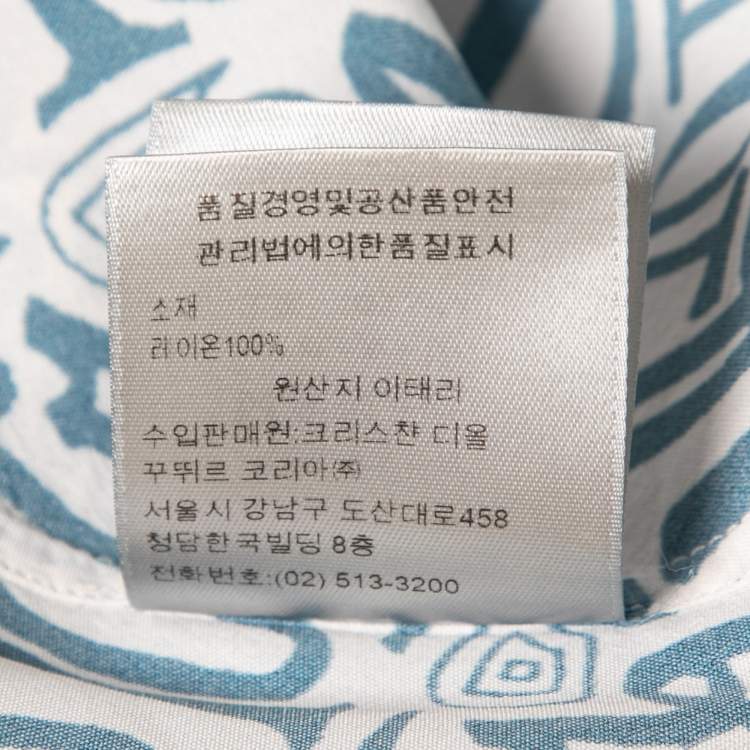 품질경영및공산품안전
관리법에의한품질표시
소재
레이온100%
원산지 이태리
수입판매원:크리스챤 디올
꾸뛰르 코리아㈜
서울시 강남구 도산대로458
청담한국빌딩 8층
전화번호:(02) 513-3200